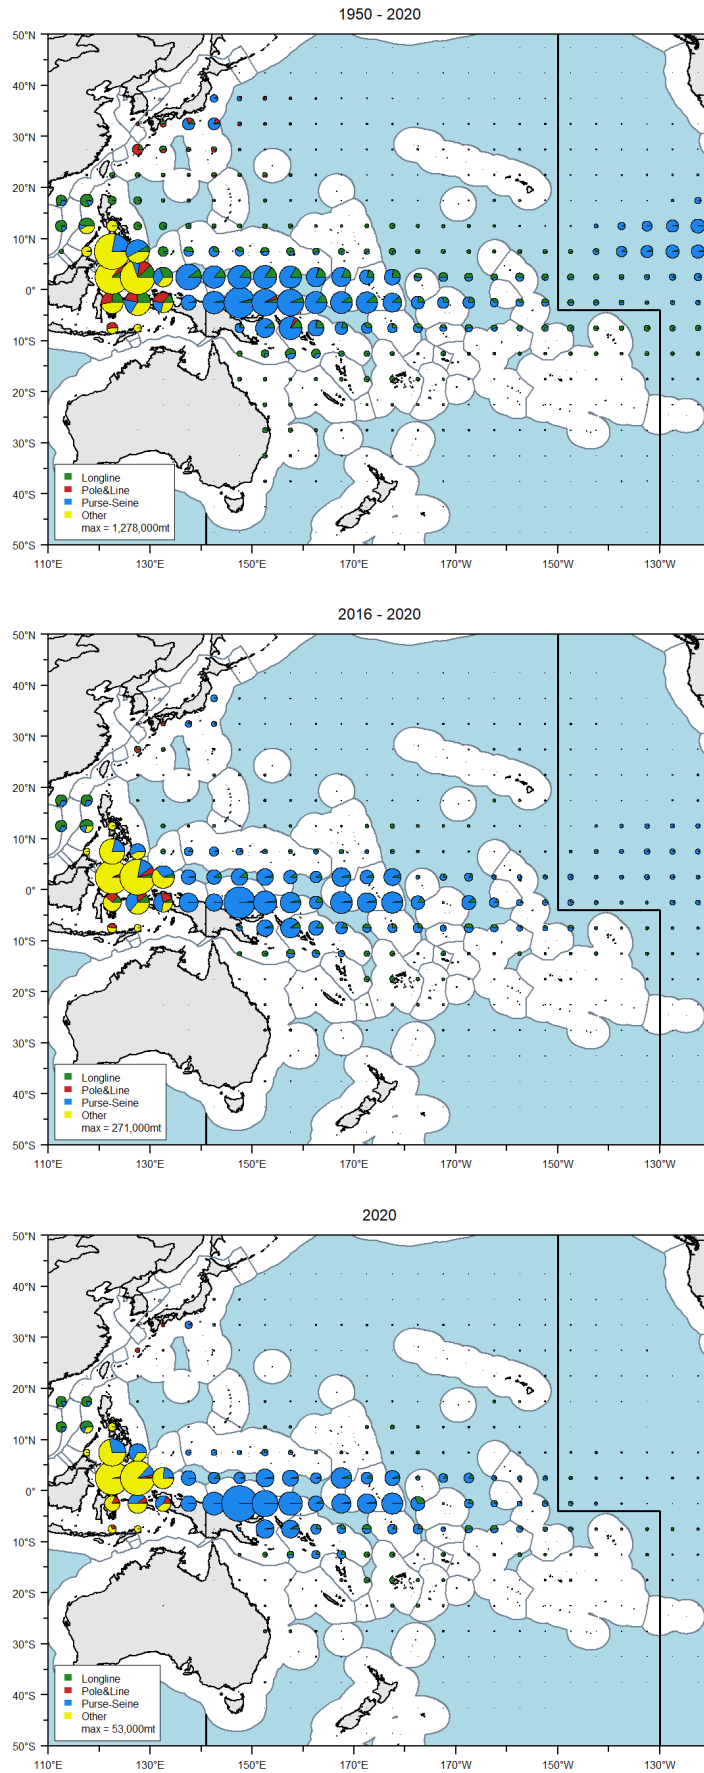 1950 - 2020
50°N
40°N
30°N
20°N
10°N
0°
10°S
20°S
30°S
40°S
50°S
Longline
Pole&Line
Purse-Seine
Other
max = 1,278,000mt
110°E 130°E 150°E 170°E 170°W 150°W 130°W
2016 - 2020
50°N
40°N
30°N
20°N
10°N
0°
10°S
20°S
30°S
40°S
50°S
Longline
Pole&Line
Purse-Seine
Other
max = 271,000mt
110°E 130°E 150°E 170°E 170°W 150°W 130°W
2020
50°N
40°N
30°N
20°N
10°N
0°
10°S
20°S
30°S
40°S
50°S
Longline
Pole&Line
Purse-Seine
Other
max = 53,000mt
110°E 130°E 150°E 170°E 170°W 150°W 130°W